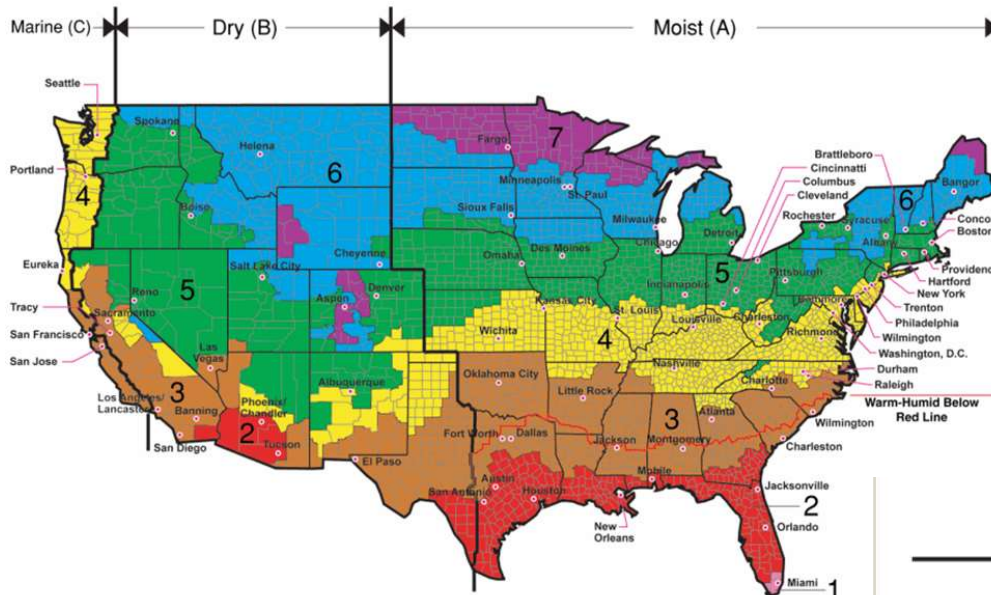 Marine (C)
Dry (B)
Moist (A)
Seattle
Spokane
Helena
Fargo
7
Brattleboro
Cincinnatti
Columbus
Cleveland
Portland
4
6
Minneapolis
St. Paul
Bangor
6
Boise
Sioux Falls
Milwaukee
Rochester
Syracuse
Concord
Detroit
Albany
Boston
Eureka
Cheyenne
Des Moines
Chicago
Omaha
Salt Lake City
5
Pittsburgh
Providence
Reno
5
Indianapolis
Hartford
New York
Tracy
Aspen
Denver
Kansas City
Baltimore
Trenton
Sacramento
St. Louis
Charleston
Philadelphia
San Francisco
Wichita
4
Louisville
Richmond
Wilmington
San Jose
Las
Vegas
Nashville
Washington, D.C.
Durham
Albuquerque
Oklahoma City
Charlotte
Raleigh
3
Little Rock
Los Angeles/
Lancaster
Phoenix/
Chandler
3
Atlanta
Warm-Humid Below
Red Line
Banning
2
Wilmington
Fort Worth
Dallas
Jackson
Montgomery
San Diego
Tucson
El Paso
Charleston
Mobile
Austin
Jacksonville
San Antonio
Houston
2
New
Orleans
Orlando
Miami
1